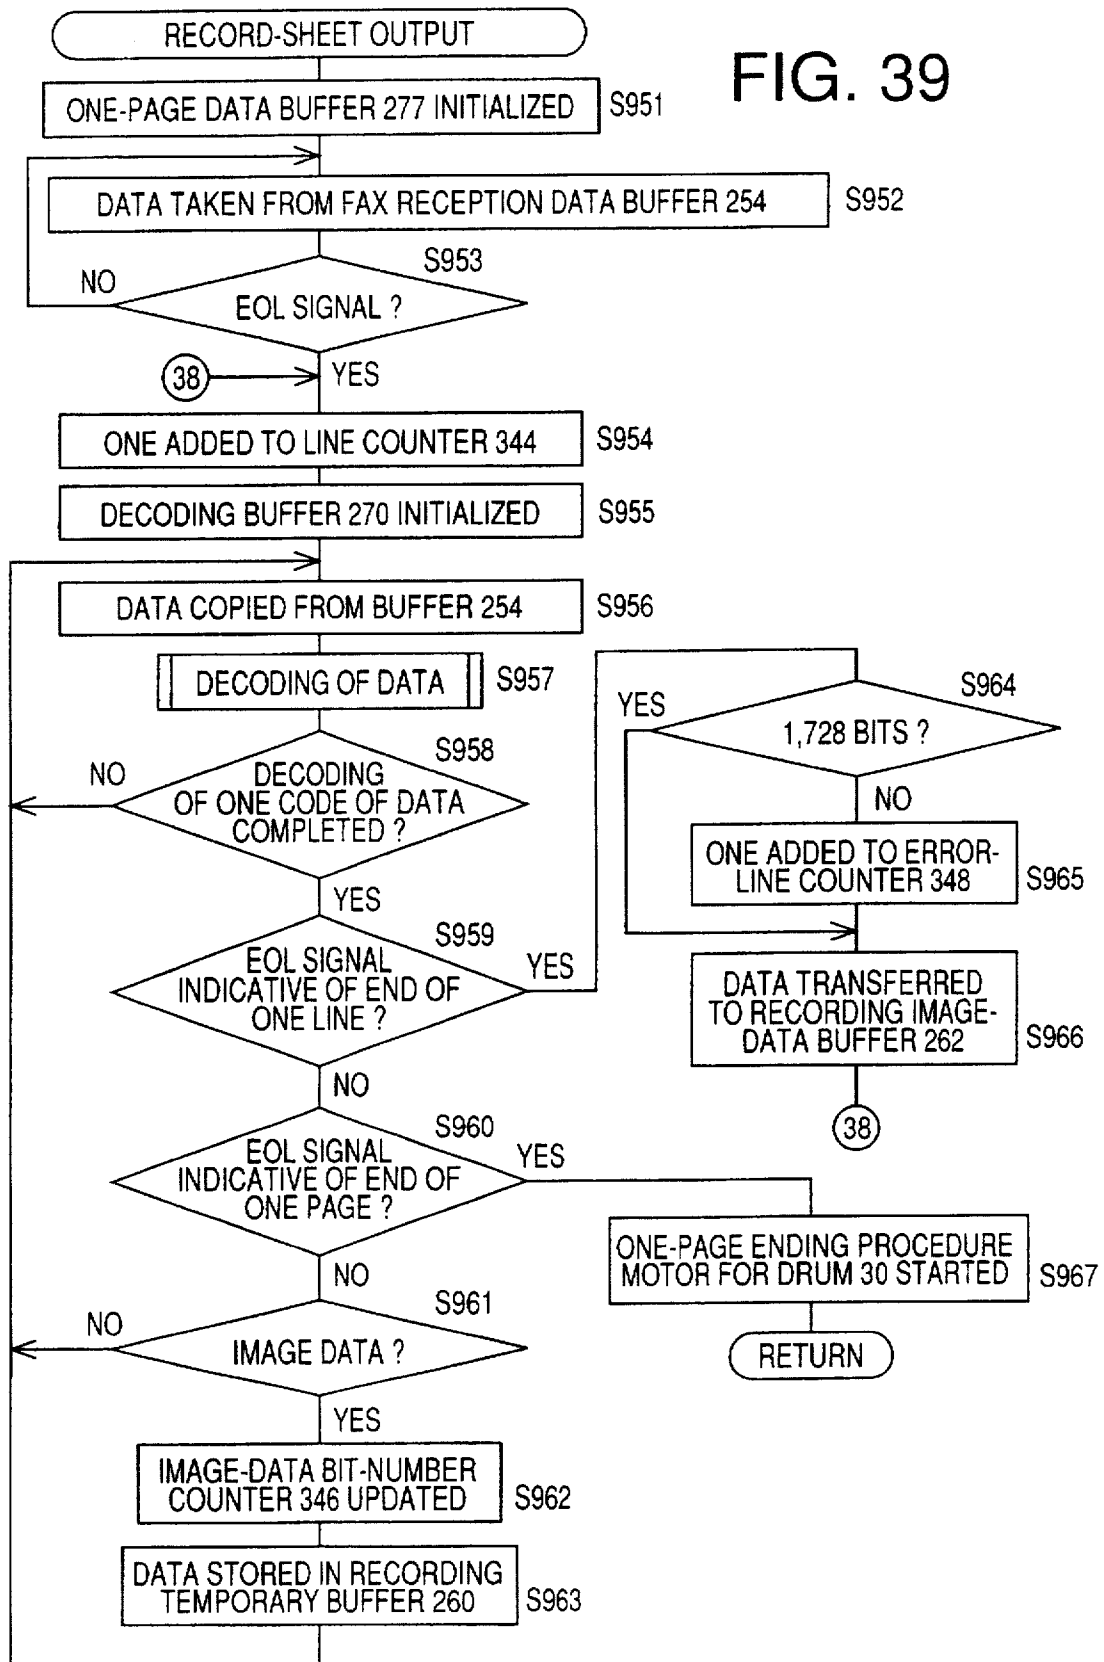 RECORD-SHEET OUTPUT
FIG. 39
ONE-PAGE DATA BUFFER 277 INITIALIZED
S951
DATA TAKEN FROM FAX RECEPTION DATA BUFFER 254
S952
S953
NO
EOL SIGNAL ?
38
YES
ONE ADDED TO LINE COUNTER 344
S954
DECODING BUFFER 270 INITIALIZED
S955
DATA COPIED FROM BUFFER 254
S956
DECODING OF DATA
S957
S958
NO
DECODING
OF ONE CODE OF DATA
COMPLETED ?
YES
S959
EOL SIGNAL
INDICATIVE OF END OF
ONE LINE ?
YES
NO
S964
YES
1,728 BITS ?
NO
ONE ADDED TO ERROR-
LINE COUNTER 348
S965
DATA TRANSFERRED
TO RECORDING IMAGE-
DATA BUFFER 262
S966
38
S960
EOL SIGNAL
INDICATIVE OF END OF
ONE PAGE ?
YES
NO
ONE-PAGE ENDING PROCEDURE
MOTOR FOR DRUM 30 STARTED
S967
RETURN
S961
NO
IMAGE DATA ?
YES
IMAGE-DATA BIT-NUMBER
COUNTER 346 UPDATED
S962
DATA STORED IN RECORDING
TEMPORARY BUFFER 260
S963